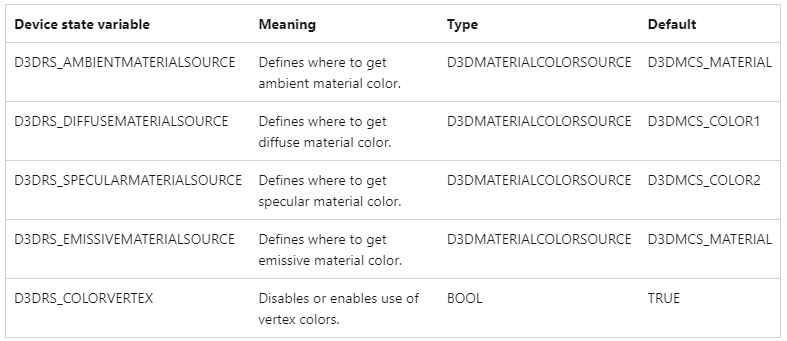 Device state variable Meaning Type Default
D3DRS_AMBIENTMATERIALSOURCE Defines where to get D3DMATERIALCOLORSOURCE D3DMCS_MATERIAL
ambient material color.
D3DRS_DIFFUSEMATERIALSOURCE Defines where to get D3DMATERIALCOLORSOURCE D3DMCS_COLOR1
diffuse material color.
D3DRS_SPECULARMATERIALSOURCE Defines where to get D3DMATERIALCOLORSOURCE D3DMCS_COLOR2
specular material color.
D3DRS_EMISSIVEMATERIALSOURCE Defines where to get D3DMATERIALCOLORSOURCE D3DMCS_MATERIAL
emissive material color.
D3DRS_COLORVERTEX Disables or enables use of BOOL TRUE
vertex colors.